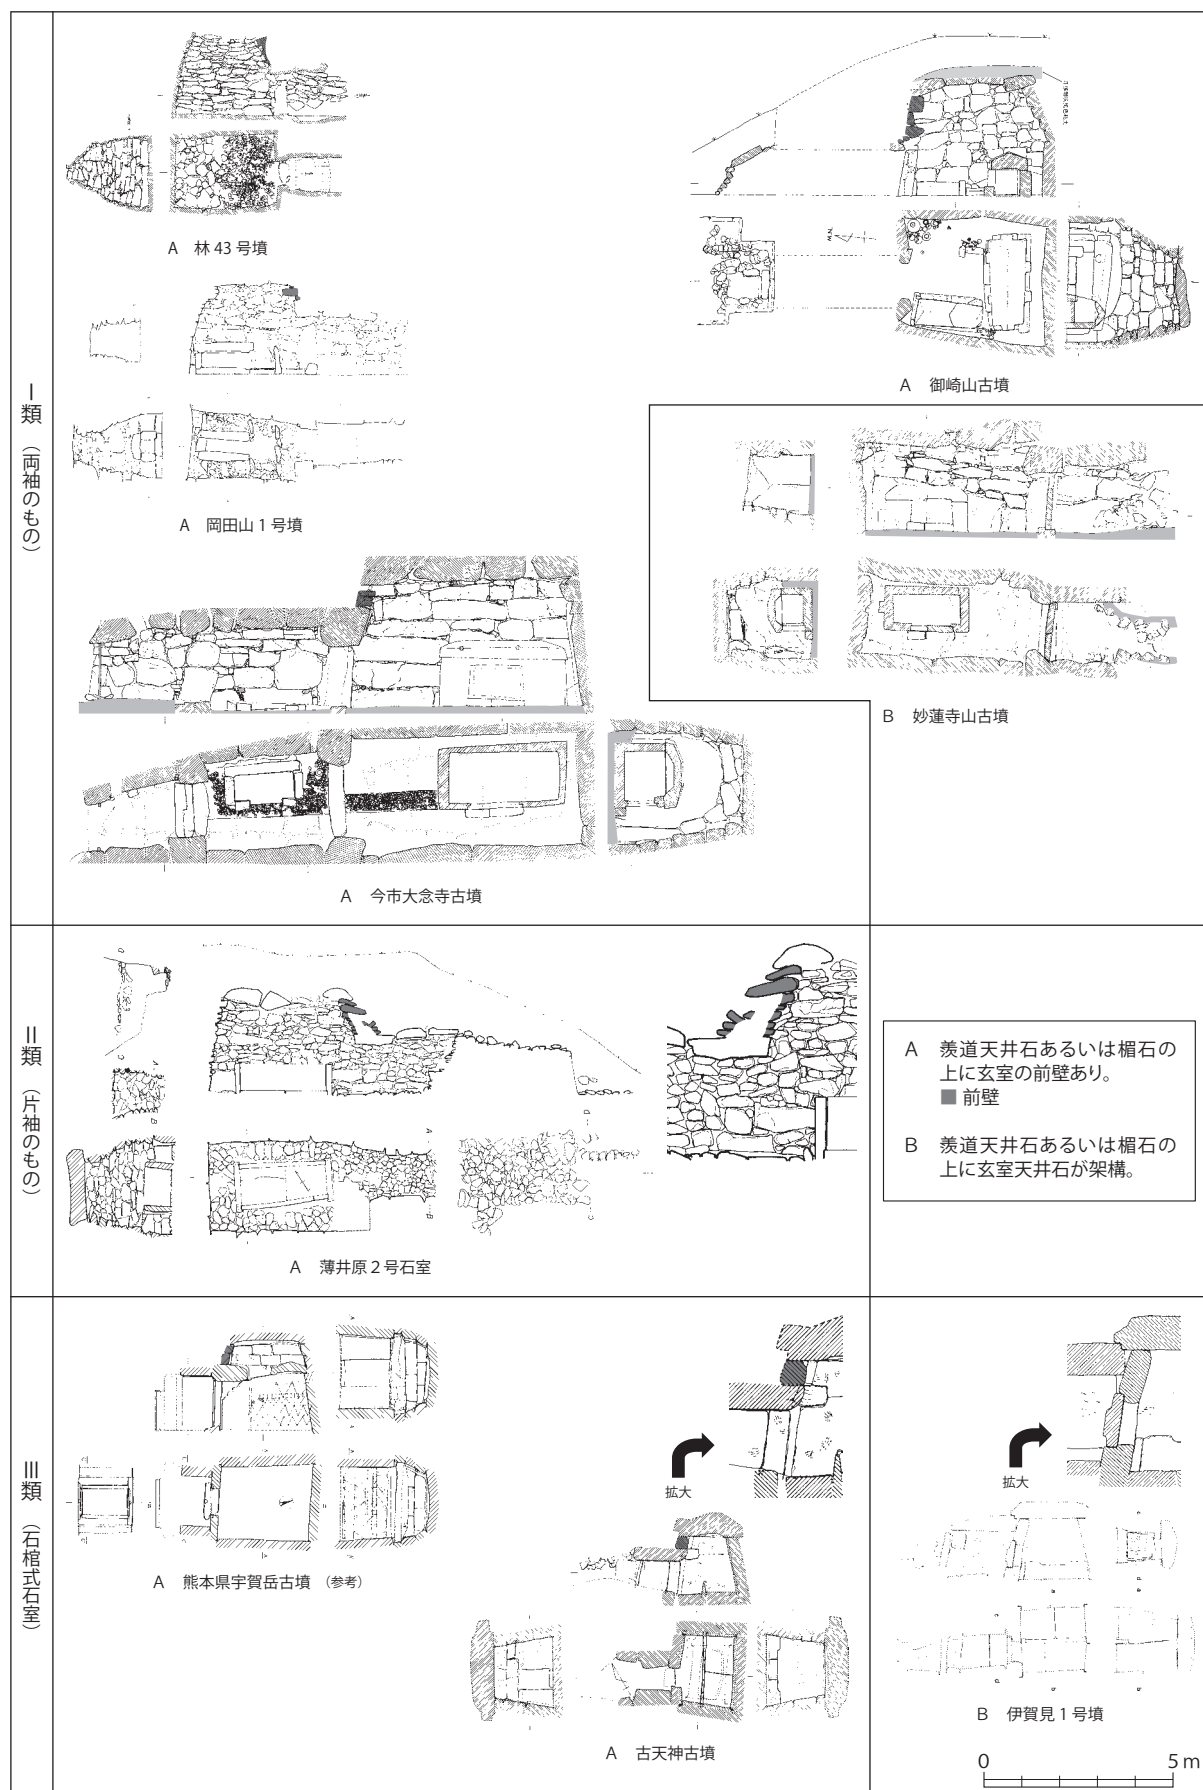 Ⅰ類（両袖のもの）
A 林43号墳
A 御崎山古墳
A 岡田山1号墳
B 妙蓮寺山古墳
A 今市大念寺古墳
Ⅱ類（片袖のもの）
A 薄井原2号石室
A 羨道天井石あるいは楣石の
上に玄室の前壁あり。
■ 前壁
B 羨道天井石あるいは楣石の
上に玄室天井石が架構。
Ⅲ類（石棺式石室）
A 熊本県宇賀岳古墳（参考）
拡大
A 古天神古墳
拡大
B 伊賀見1号墳
0 5 m